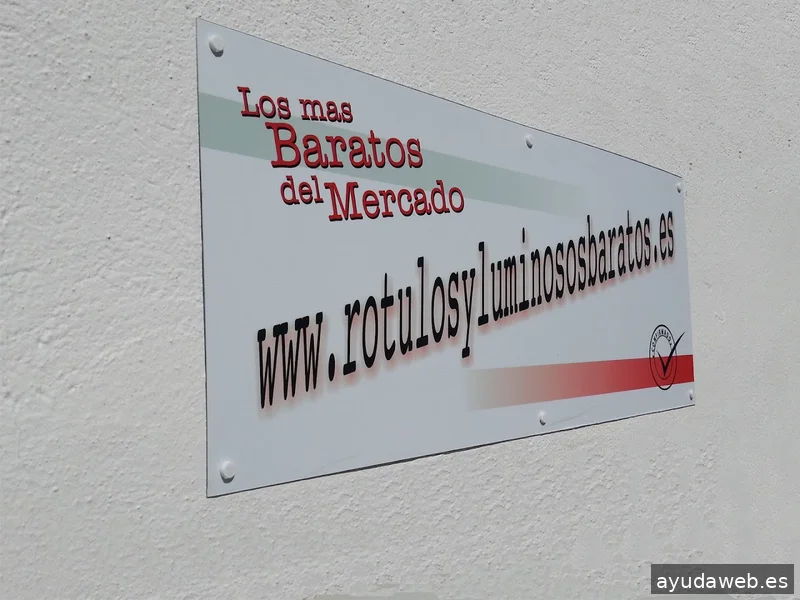 Los mas
Baratos
del Mercado
www.rotulosyluminososbaratos.es
ayudaweb.es